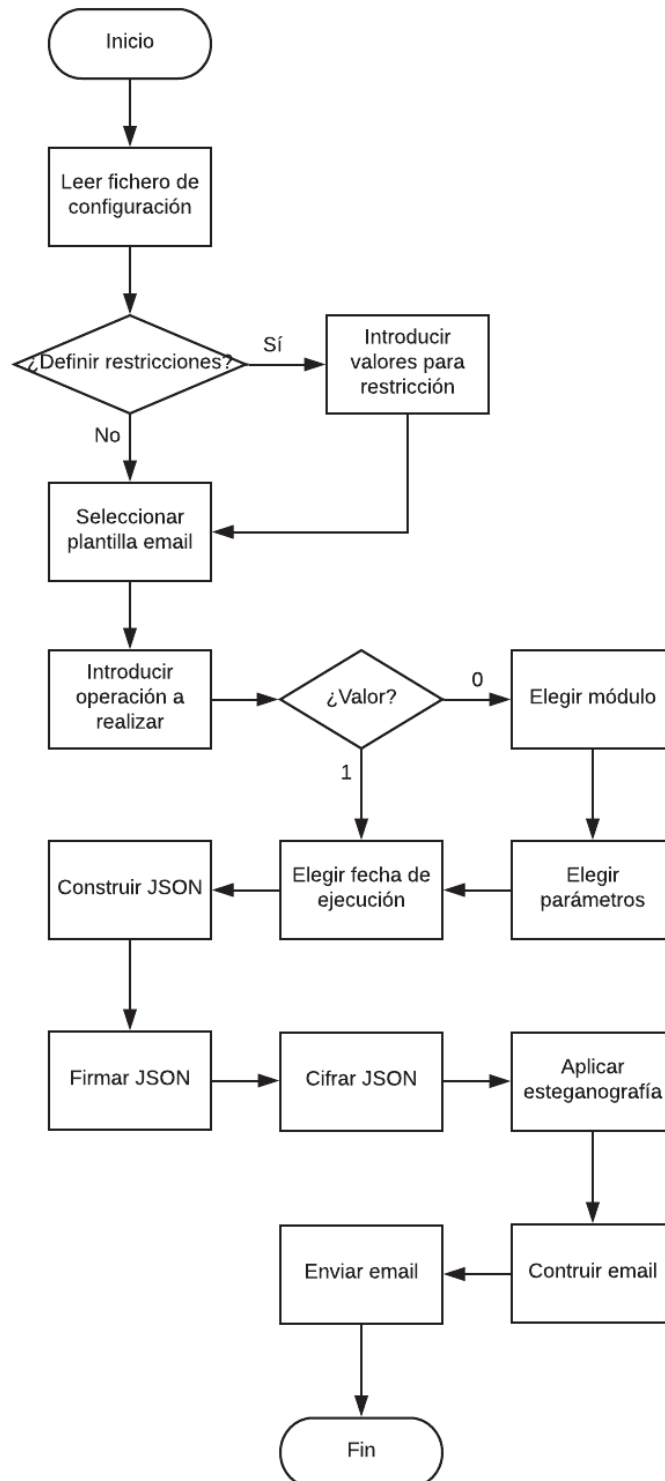 Inicio
Leer fichero de
configuración
¿Definir restricciones?
Sí
Introducir
valores para
restricción
No
Seleccionar
plantilla email
Introducir
operación a
realizar
¿Valor?
0
Elegir módulo
1
Construir JSON
Elegir fecha de
ejecución
Elegir
parámetros
Firmar JSON
Cifrar JSON
Aplicar
esteganografía
Enviar email
Contruir email
Fin